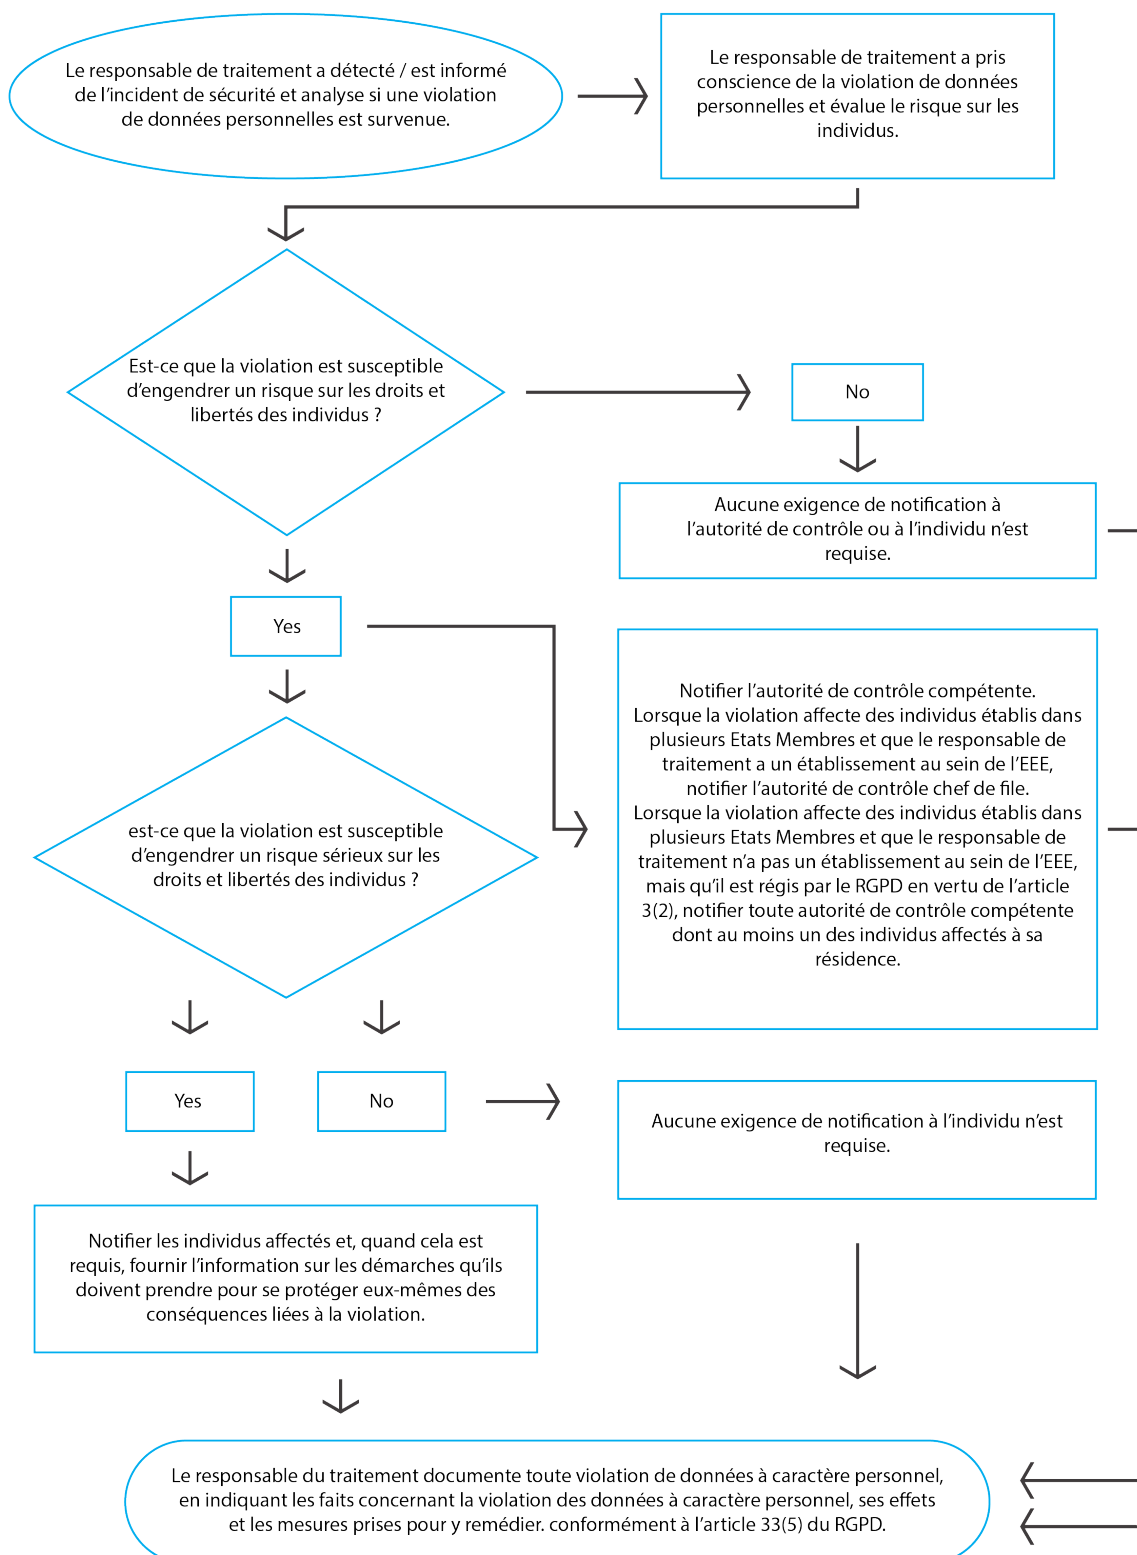 Le responsable de traitement a détecté / est informé
de l'incident de sécurité et analyse si une violation
de données personnelles est survenue.
Le responsable de traitement a pris
conscience de la violation de données
personnelles et évalue le risque sur les
individus.
Est-ce que la violation est susceptible
d'engendrer un risque sur les droits et
libertés des individus ?
No
Aucune exigence de notification à
l'autorité de contrôle ou à l'individu n'est
requise.
Yes
Notifier l'autorité de contrôle compétente.
Lorsque la violation affecte des individus établis dans
plusieurs Etats Membres et que le responsable de
traitement a un établissement au sein de l'EEE,
notifier l'autorité de contrôle chef de file.
Lorsque la violation affecte des individus établis dans
plusieurs Etats Membres et que le responsable de
traitement n'a pas un établissement au sein de l'EEE,
mais qu'il est régis par le RGPD en vertu de l'article
3(2), notifier toute autorité de contrôle compétente
dont au moins un des individus affectés à sa
résidence.
est-ce que la violation est susceptible
d'engendrer un risque sérieux sur les
droits et libertés des individus ?
Yes
No
Aucune exigence de notification à l'individu n'est
requise.
Notifier les individus affectés et, quand cela est
requis, fournir l'information sur les démarches qu'ils
doivent prendre pour se protéger eux-mêmes des
conséquences liées à la violation.
Le responsable du traitement documente toute violation de données à caractère personnel,
en indiquant les faits concernant la violation des données à caractère personnel, ses effets
et les mesures prises pour y remédier. conformément à l'article 33(5) du RGPD.